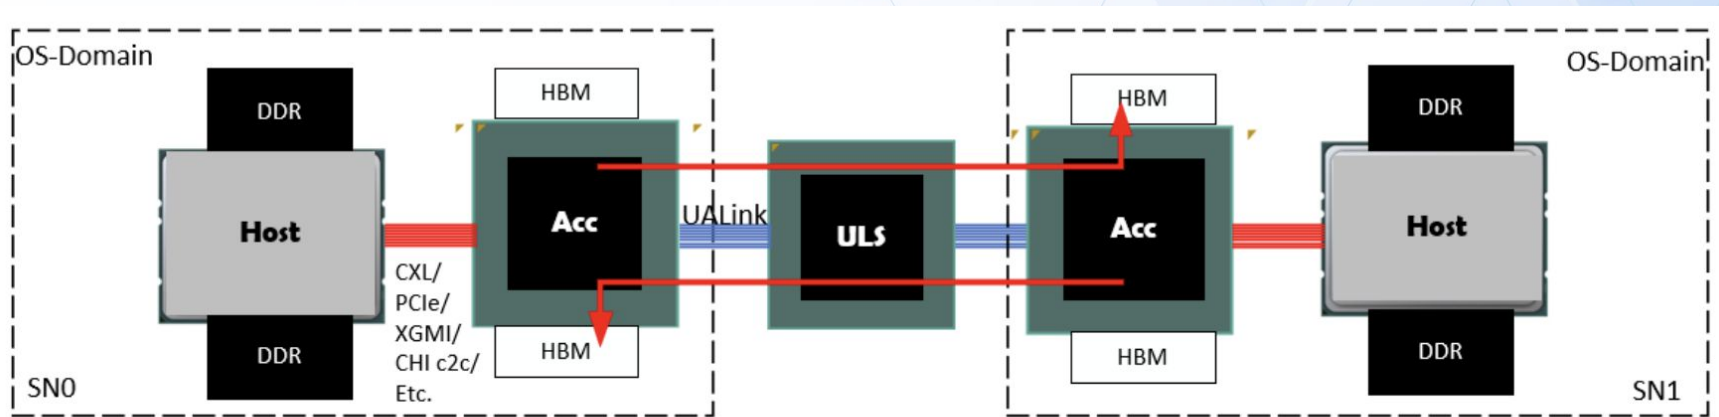 OS-Domain
DDR
HBM
Host
Acc
CXL/
PCIe/
XGMI/
CHI c2c/
Etc.
DDR
HBM
SN0
UALink
ULS
OS-Domain
HBM
DDR
Acc
Host
HBM
DDR
SN1